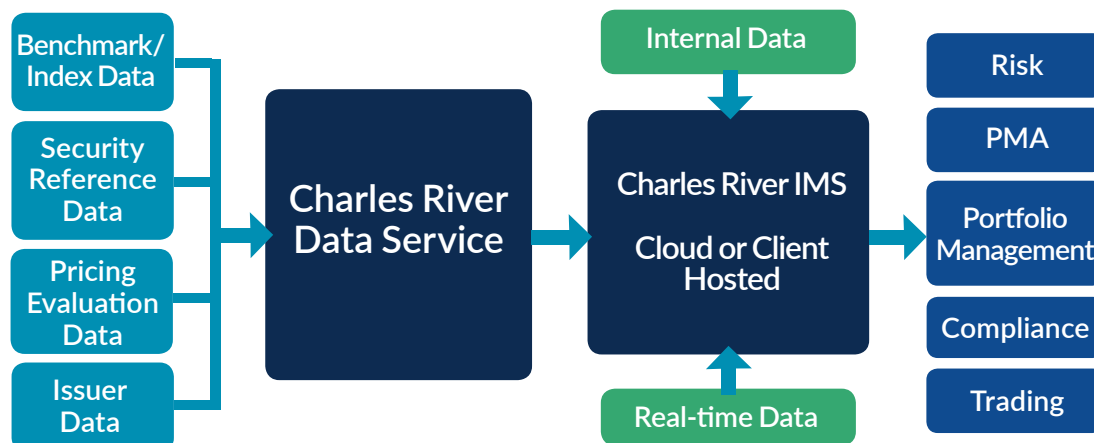 Benchmark/
Index Data
Security
Reference
Data
Pricing
Evaluation
Data
Issuer
Data
Charles River
Data Service
Internal Data
Charles River IMS
Cloud or Client
Hosted
Real-time Data
Risk
PMA
Portfolio
Management
Compliance
Trading